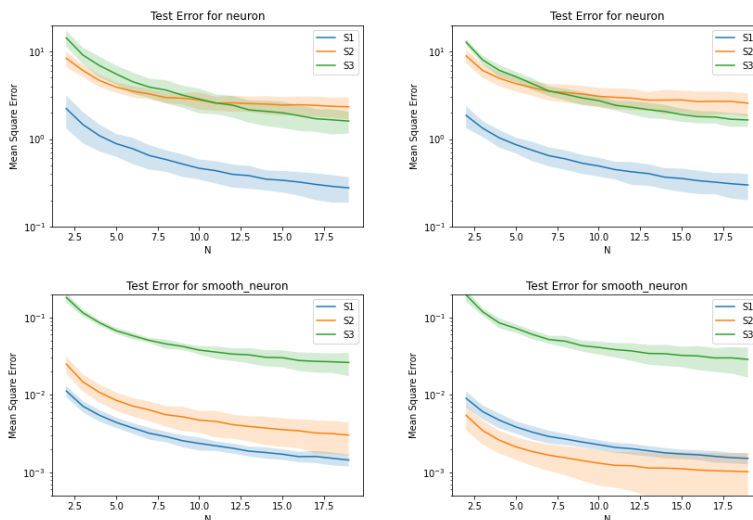 Test Error for neuron
S1
S2
S3
Mean Square Error
10¹
10⁰
10⁻¹
2.5 5.0 7.5 10.0 12.5 15.0 17.5
N
Test Error for neuron
S1
S2
S3
Mean Square Error
10¹
10⁰
10⁻¹
2.5 5.0 7.5 10.0 12.5 15.0 17.5
N
Test Error for smooth_neuron
S1
S2
S3
Mean Square Error
10⁻¹
10⁻²
10⁻³
2.5 5.0 7.5 10.0 12.5 15.0 17.5
N
Test Error for smooth_neuron
S1
S2
S3
Mean Square Error
10⁻¹
10⁻²
10⁻³
2.5 5.0 7.5 10.0 12.5 15.0 17.5
N